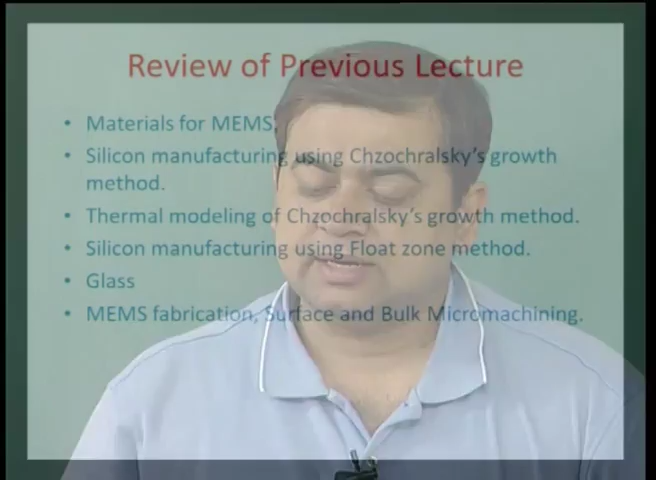 Review of Previous Lecture
• Materials for MEMS.
• Silicon manufacturing using Chzochralsky's growth
method.
• Thermal modeling of Chzochralsky's growth method.
• Silicon manufacturing using Float zone method.
• Glass
• MEMS fabrication, Surface and Bulk Micromachining.